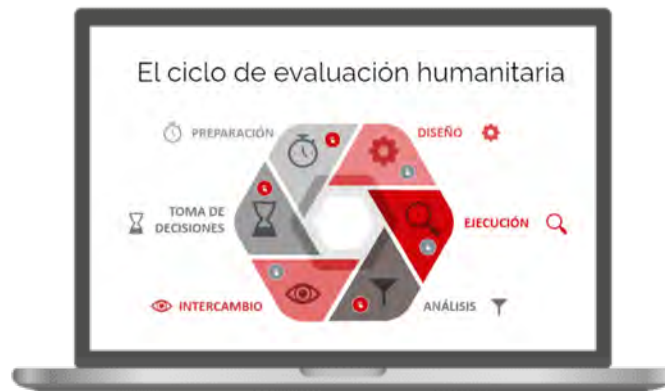 El ciclo de evaluación humanitaria
PREPARACIÓN
DISEÑO
TOMA DE
DECISIONES
EJECUCIÓN
INTERCAMBIO
ANÁLISIS